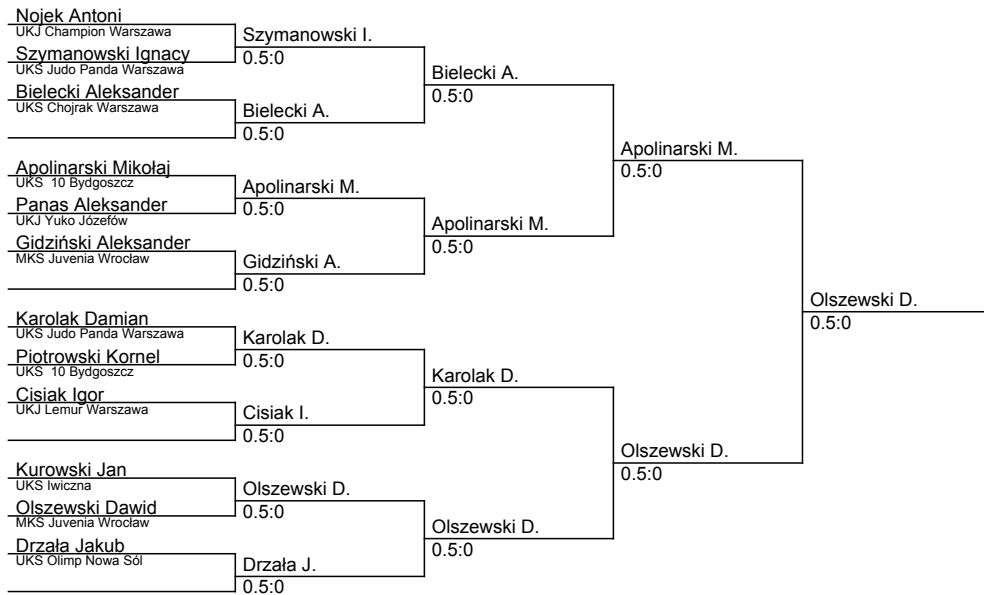 Nojek Antoni
UKJ Champion Warszawa
Szymanowski Ignacy
UKS Judo Panda Warszawa
Bielecki Aleksander
UKS Chojrak Warszawa
Apolinarski Mikołaj
UKS 10 Bydgoszcz
Panas Aleksander
UKJ Yuko Józefów
Gidziński Aleksander
MKS Juvenia Wrocław
Karolak Damian
UKS Judo Panda Warszawa
Piotrowski Kornel
UKS 10 Bydgoszcz
Cisiak Igor
UKJ Lemur Warszawa
Kurowski Jan
UKS Iwiczna
Olszewski Dawid
MKS Juvenia Wrocław
Drzała Jakub
UKS Olimp Nowa Sól
Szymanowski I.
0.5:0
Bielecki A.
0.5:0
Apolinarski M.
0.5:0
Gidziński A.
0.5:0
Karolak D.
0.5:0
Cisiak I.
0.5:0
Olszewski D.
0.5:0
Drzała J.
0.5:0
Bielecki A.
0.5:0
Apolinarski M.
0.5:0
Karolak D.
0.5:0
Olszewski D.
0.5:0
Apolinarski M.
0.5:0
Olszewski D.
0.5:0
Olszewski D.
0.5:0